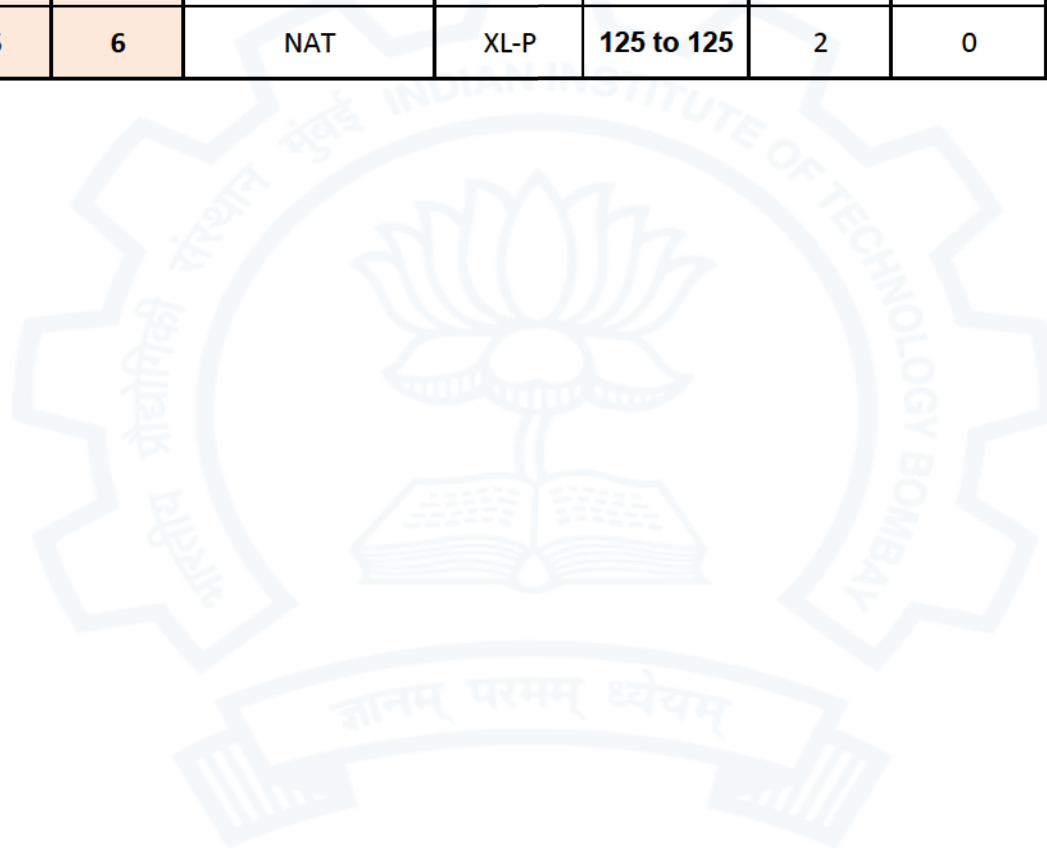 6 NAT XL-P 125 to 125 2 0
भारतीय प्रौद्योगिकी संस्थान मुंबई INDIAN INSTITUTE OF TECHNOLOGY BOMBAY
ज्ञानम् परमम् ध्येयम्